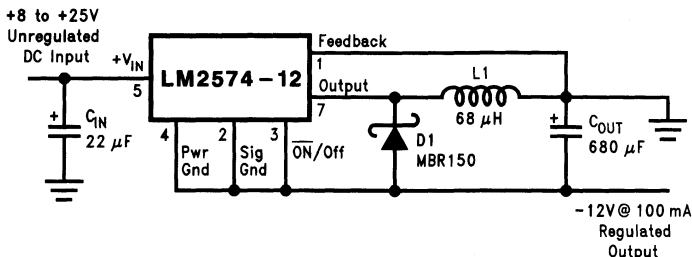 +8 to +25V
Unregulated
DC Input
+VIN
5
LM2574-12
Feedback
1
Output
7
L1
68 μH
+
CIN
22 μF
4
Pwr
Gnd
2
Sig
Gnd
3
ON/Off
D1
MBR150
+
COUT
680 μF
-12V@ 100 mA
Regulated
Output